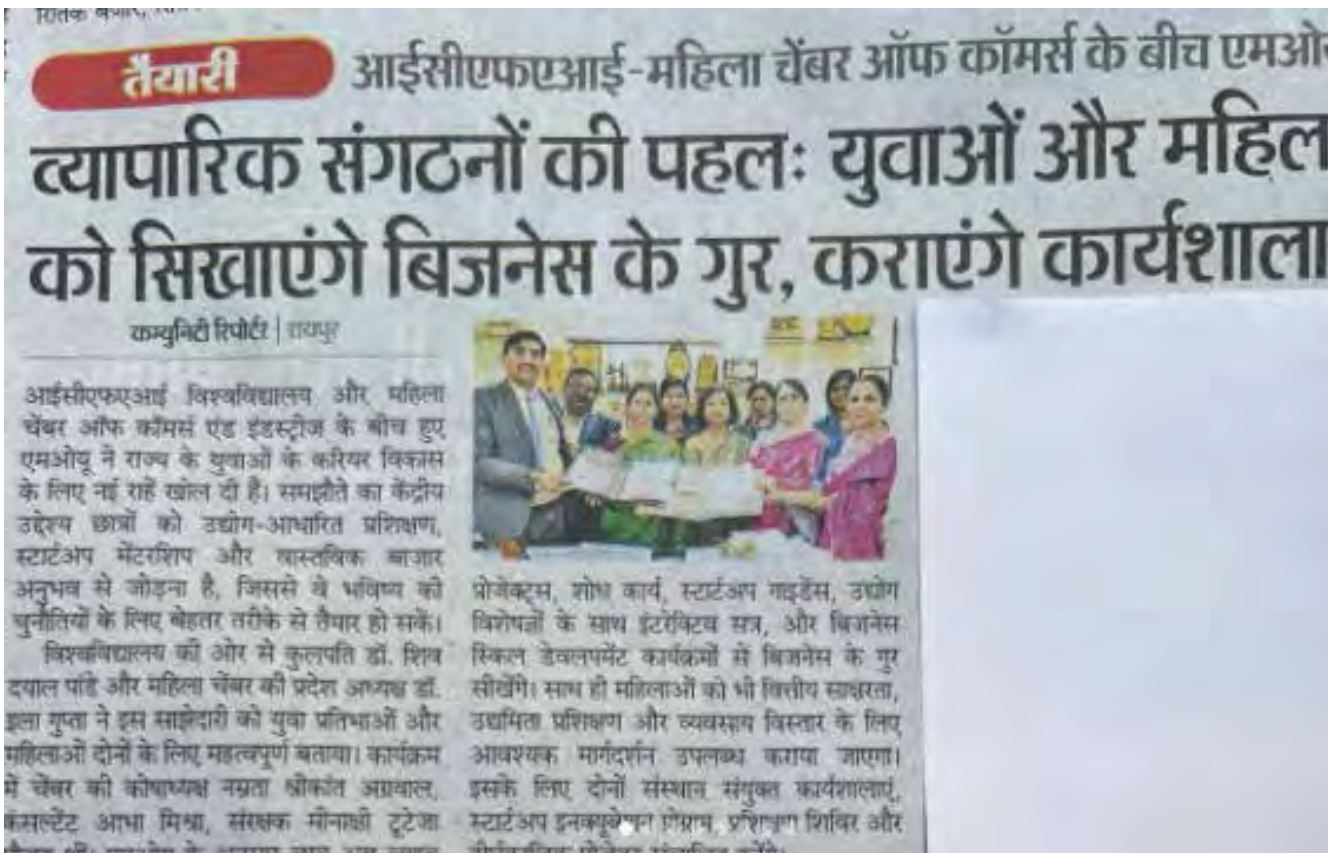 तैयारी
आईसीएफएआई-महिला चेंबर ऑफ कॉमर्स के बीच एमओ
व्यापारिक संगठनों की पहलः युवाओं और महिल
को सिखाएंगे बिजनेस के गुर, कराएंगे कार्यशाला
कम्युनिटी रिपोर्टर | रायपुर
आईसीएफएआई विश्वविद्यालय और महिला
चेंबर ऑफ कॉमर्स एंड इंडस्ट्रीज के बीच हुए
एमओयू ने राज्य के युवाओं के करियर विकास
के लिए नई राहें खोल दी है। समझौते का केंद्रीय
उद्देश्य छात्रों को उद्योग-आधारित प्रशिक्षण,
स्टार्टअप मेंटरशिप और वास्तविक बाजार
अनुभव से जोड़ना है, जिससे वे भविष्य की
चुनौतियों के लिए बेहतर तरीके से तैयार हो सकें।
विश्वविद्यालय की ओर से कुलपति डॉ. शिव
दयाल पांडे और महिला चेंबर की प्रदेश अध्यक्ष डॉ.
इला गुप्ता ने इस साझेदारी को युवा प्रतिभाओं और
महिलाओं दोनों के लिए महत्वपूर्ण बताया। कार्यक्रम
में चेंबर की कोषाध्यक्ष नम्रता श्रीकांत अग्रवाल,
कंसल्टेंट आभा मिश्रा, संरक्षक मीनाक्षी टूटेजा
प्रोजेक्ट्स, शोध कार्य, स्टार्टअप गाइडेंस, उद्योग
विशेषज्ञों के साथ इंटरेक्टिव सत्र, और बिजनेस
स्किल डेवलपमेंट कार्यक्रमों से बिजनेस के गुर
सीखेंगे। साथ ही महिलाओं को भी वित्तीय साक्षरता,
उद्यमिता प्रशिक्षण और व्यवसाय विस्तार के लिए
आवश्यक मार्गदर्शन उपलब्ध कराया जाएगा।
इसके लिए दोनों संस्थान संयुक्त कार्यशालाएं,
स्टार्टअप इनक्यूबेशन प्रोग्राम, प्रशिक्षण शिविर और